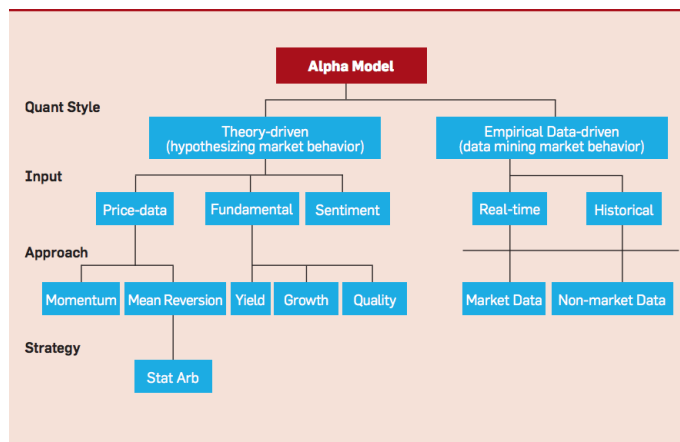 Alpha Model
Quant Style
Theory-driven
(hypothesizing market behavior)
Empirical Data-driven
(data mining market behavior)
Input
Price-data
Fundamental
Sentiment
Real-time
Historical
Approach
Momentum
Mean Reversion
Yield
Growth
Quality
Market Data
Non-market Data
Strategy
Stat Arb